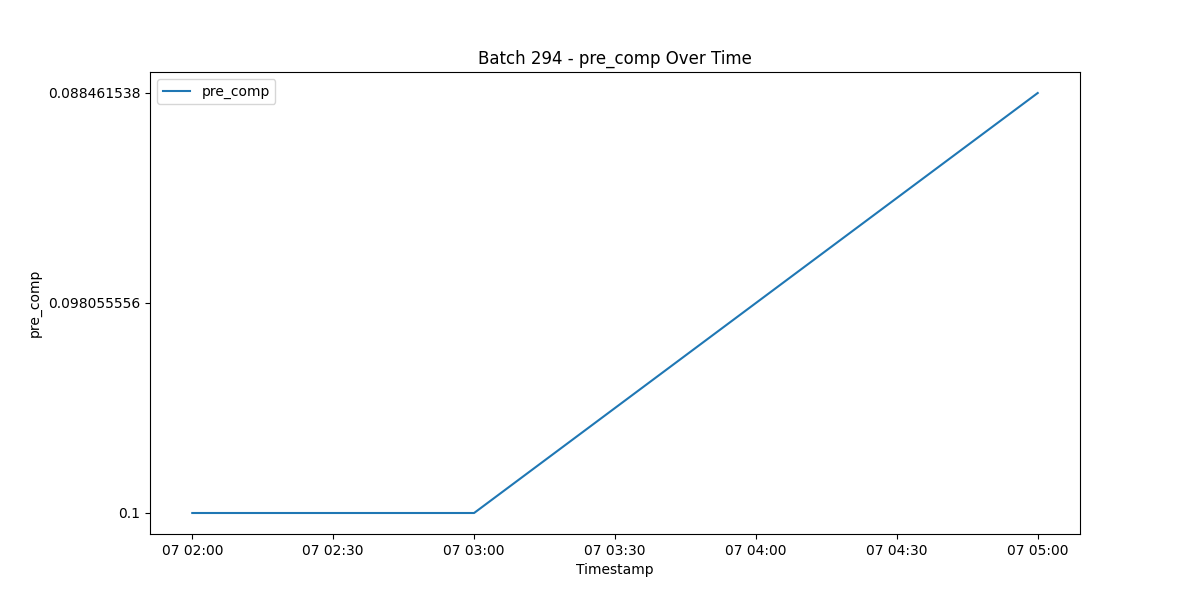 Batch 294 - pre_comp Over Time
pre_comp
0.088461538
0.098055556
0.1
pre_comp
07 02:00 07 02:30 07 03:00 07 03:30 07 04:00 07 04:30 07 05:00
Timestamp